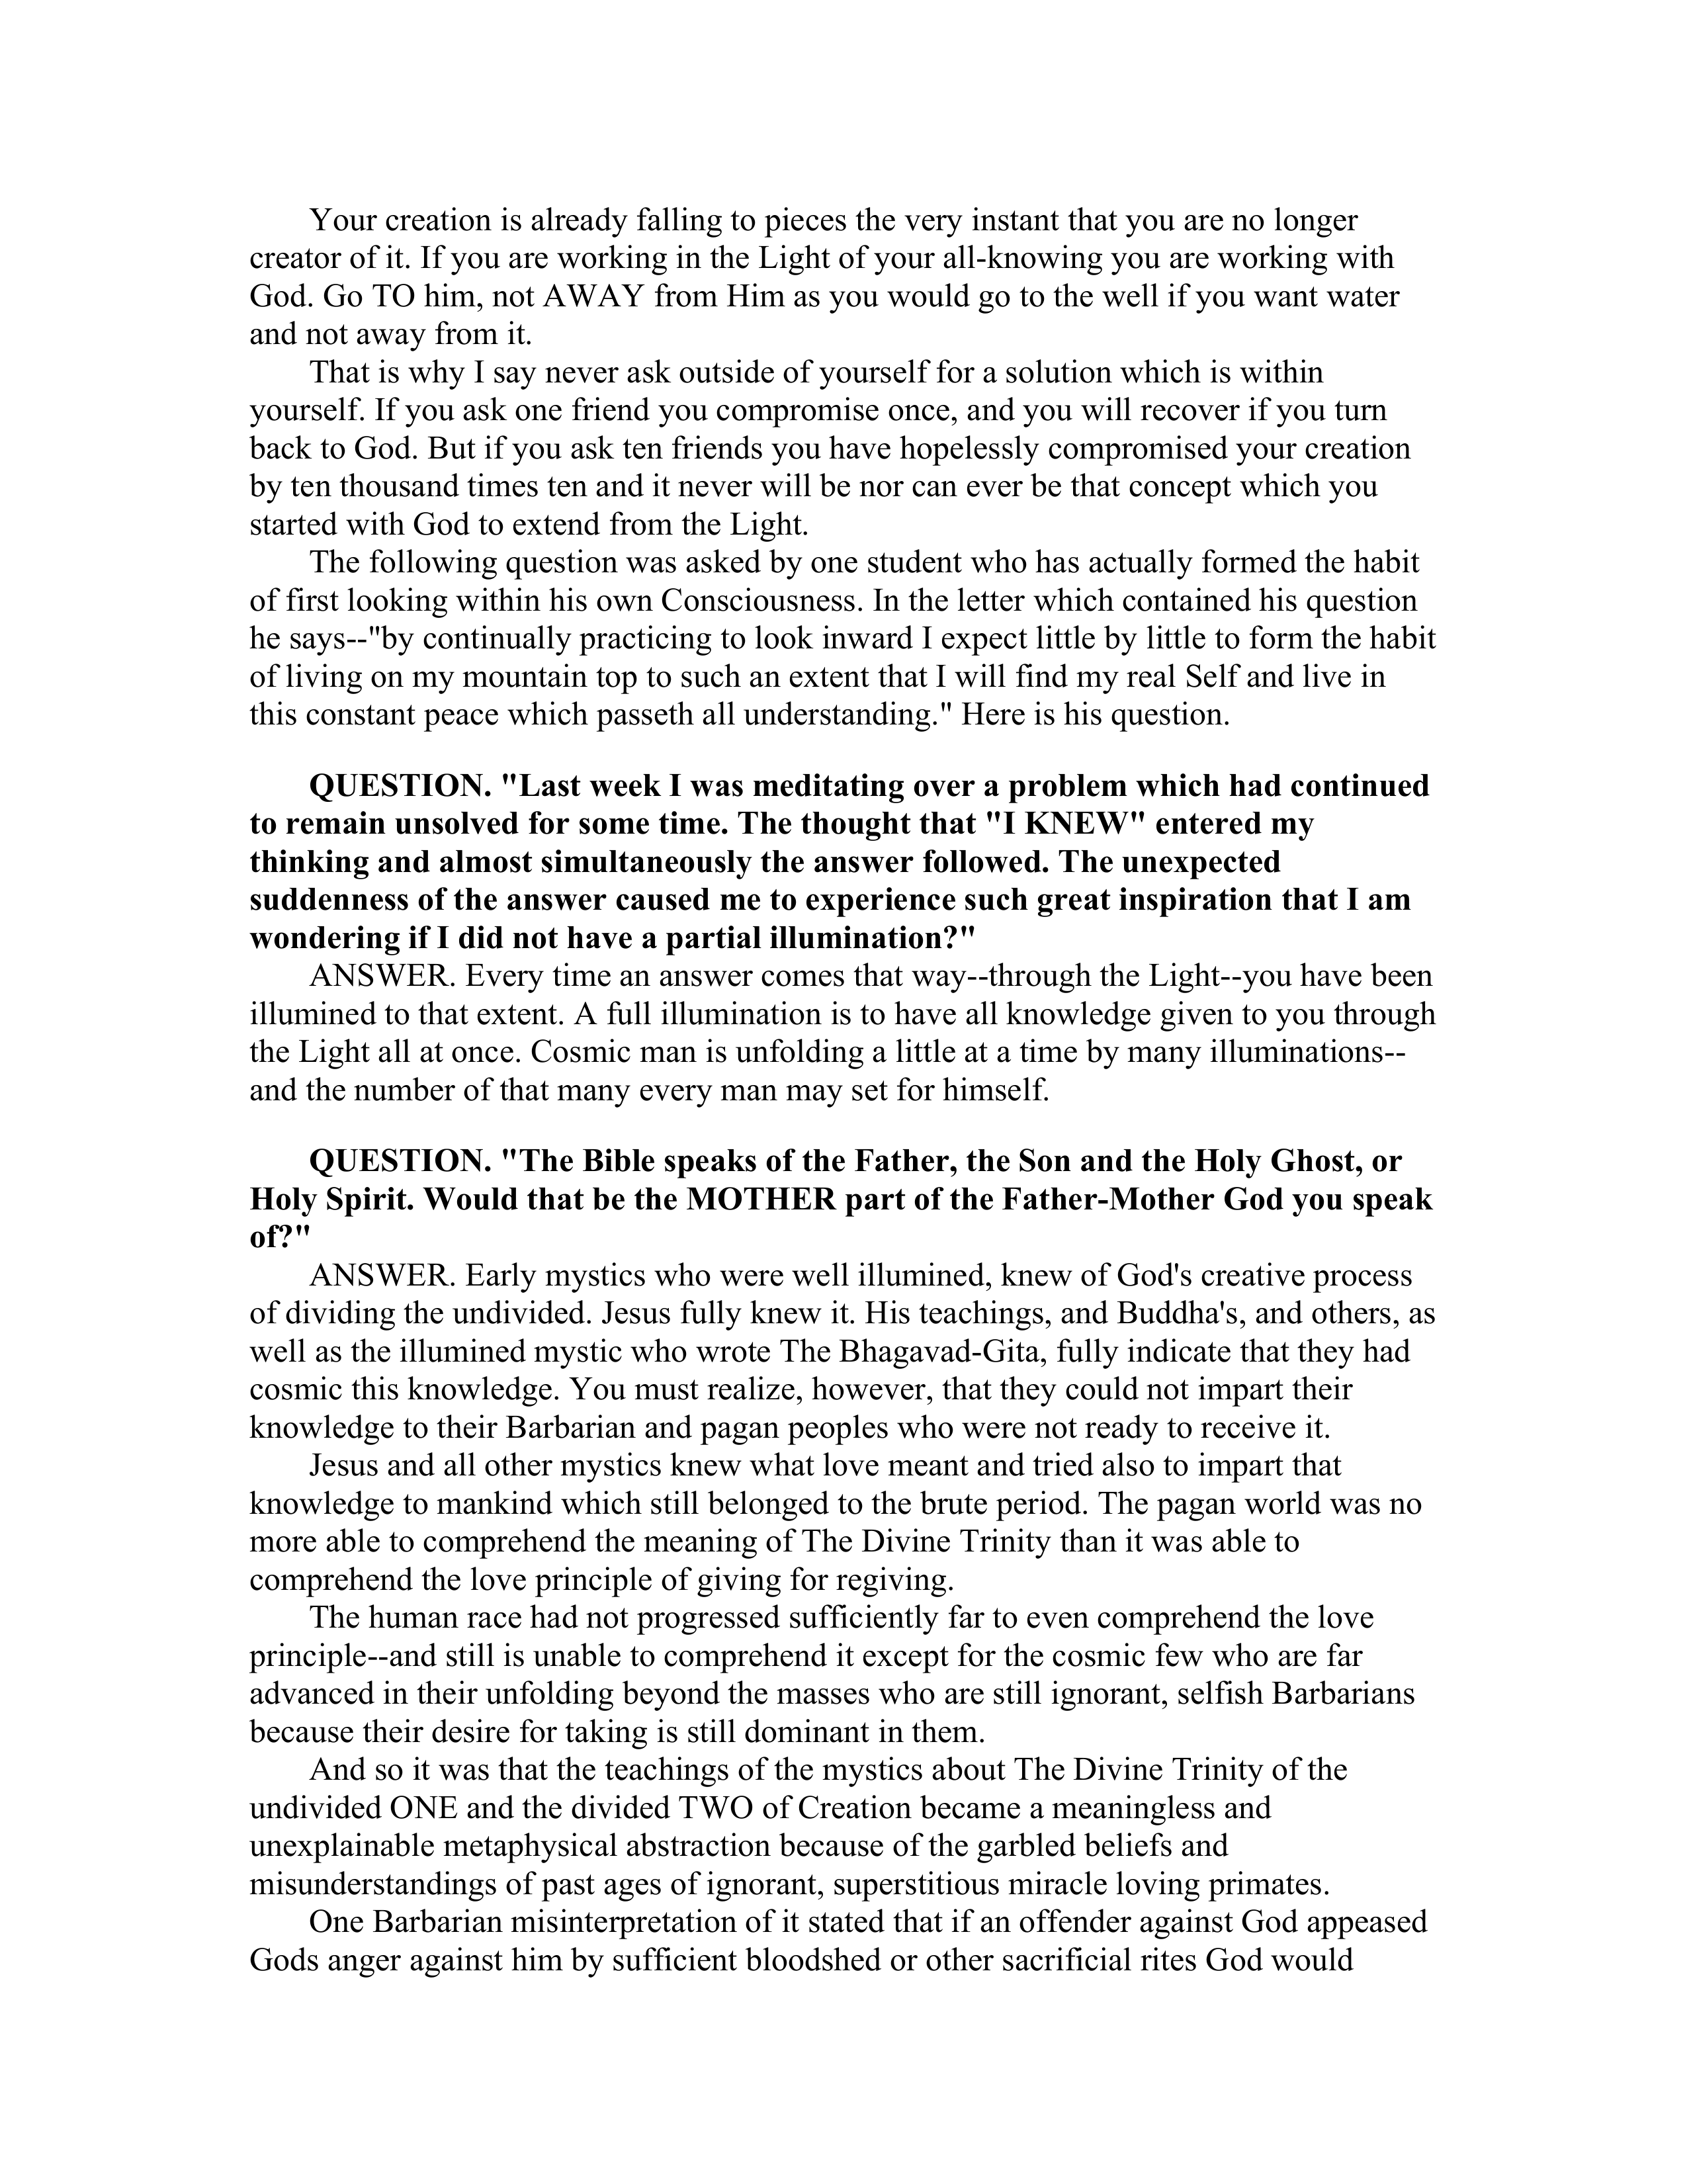 Your creation is already falling to pieces the very instant that you are no longer
creator of it. If you are working in the Light of your all-knowing you are working with
God. Go TO him, not AWAY from Him as you would go to the well if you want water
and not away from it.
That is why I say never ask outside of yourself for a solution which is within
yourself. If you ask one friend you compromise once, and you will recover if you turn
back to God. But if you ask ten friends you have hopelessly compromised your creation
by ten thousand times ten and it never will be nor can ever be that concept which you
started with God to extend from the Light.
The following question was asked by one student who has actually formed the habit
of first looking within his own Consciousness. In the letter which contained his question
he says--"by continually practicing to look inward I expect little by little to form the habit
of living on my mountain top to such an extent that I will find my real Self and live in
this constant peace which passeth all understanding." Here is his question.
QUESTION. "Last week I was meditating over a problem which had continued
to remain unsolved for some time. The thought that "I KNEW" entered my
thinking and almost simultaneously the answer followed. The unexpected
suddenness of the answer caused me to experience such great inspiration that I am
wondering if I did not have a partial illumination?"
ANSWER. Every time an answer comes that way--through the Light--you have been
illumined to that extent. A full illumination is to have all knowledge given to you through
the Light all at once. Cosmic man is unfolding a little at a time by many illuminations--
and the number of that many every man may set for himself.
QUESTION. "The Bible speaks of the Father, the Son and the Holy Ghost, or
Holy Spirit. Would that be the MOTHER part of the Father-Mother God you speak
of?"
ANSWER. Early mystics who were well illumined, knew of God's creative process
of dividing the undivided. Jesus fully knew it. His teachings, and Buddha's, and others, as
well as the illumined mystic who wrote The Bhagavad-Gita, fully indicate that they had
cosmic this knowledge. You must realize, however, that they could not impart their
knowledge to their Barbarian and pagan peoples who were not ready to receive it.
Jesus and all other mystics knew what love meant and tried also to impart that
knowledge to mankind which still belonged to the brute period. The pagan world was no
more able to comprehend the meaning of The Divine Trinity than it was able to
comprehend the love principle of giving for regiving.
The human race had not progressed sufficiently far to even comprehend the love
principle--and still is unable to comprehend it except for the cosmic few who are far
advanced in their unfolding beyond the masses who are still ignorant, selfish Barbarians
because their desire for taking is still dominant in them.
And so it was that the teachings of the mystics about The Divine Trinity of the
undivided ONE and the divided TWO of Creation became a meaningless and
unexplainable metaphysical abstraction because of the garbled beliefs and
misunderstandings of past ages of ignorant, superstitious miracle loving primates.
One Barbarian misinterpretation of it stated that if an offender against God appeased
Gods anger against him by sufficient bloodshed or other sacrificial rites God would